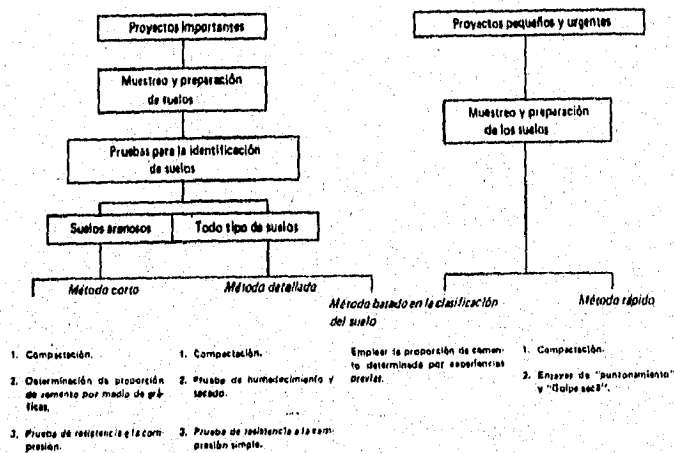 Proyectos Importantes
Muestreo y preparación
de suelos
Pruebas para la identificación
de suelos
Suelos arenosos
Todo tipo de suelos
Método corto
Método detallado
Proyectos pequeños y urgentes
Muestreo y preparación
de los suelos
Método basado en la clasificación
del suelo
Método rápido
1. Compactación.
2. Determinación de proporción
de cemento por medio de grá-
ficas.
3. Prueba de resistencia a la com-
presión.
1. Compactación.
2. Prueba de humedecimiento y
secado.
3. Prueba de resistencia a la com-
presión simple.
Emplear la proporción de cemen-
to determinada por experiencias
previas.
1. Compactación.
2. Ensayes de "puntonamiento"
y "Golpe seco".